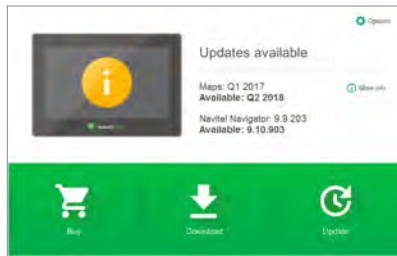 Options
Updates available
Maps: Q1 2017
Available: Q2 2018
More info
Navitel Navigator: 9.9.203
Available: 9.10.903
Buy
Download
Update